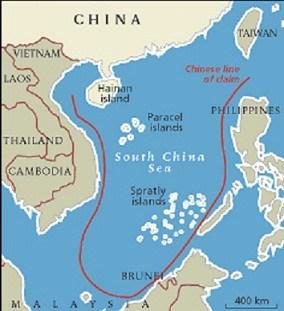 CHINA
TAIWAN
VIETNAM
LAOS
Hainan
island
Chinese line
of claim
PHILIPPINES
Paracel
islands
THAILAND
CAMBODIA
South China
Sea
Spratly
islands
BRUNEI
MALAYSIA
400 km